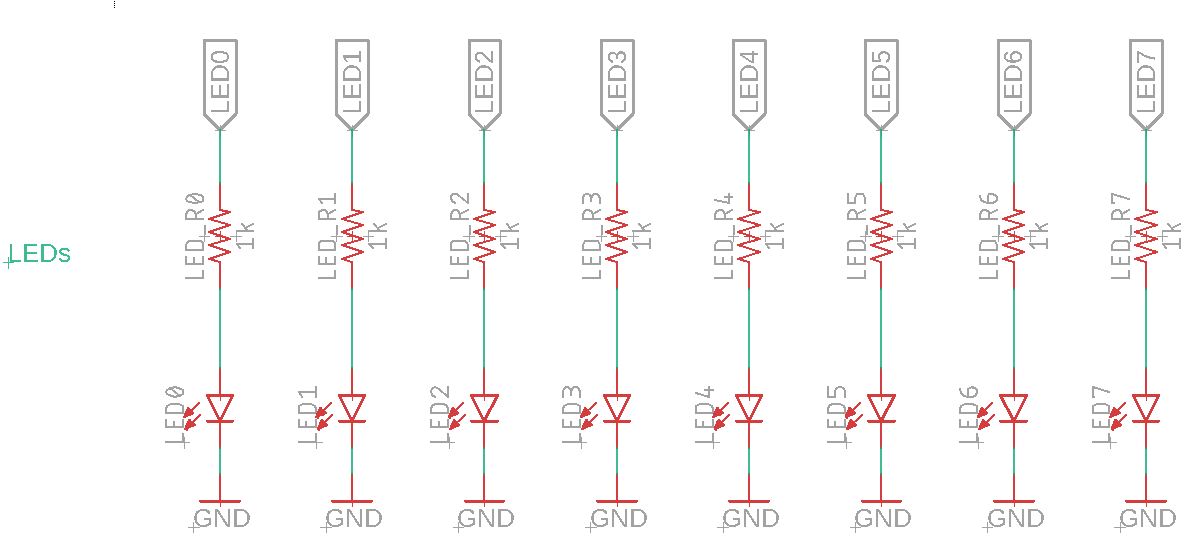 LED0 LED1 LED2 LED3 LED4 LED5 LED6 LED7
LED_R0 1k LED_R1 1k LED_R2 1k LED_R3 1k LED_R4 1k LED_R5 1k LED_R6 1k LED_R7 1k
LEDs
LED0 LED1 LED2 LED3 LED4 LED5 LED6 LED7
GND GND GND GND GND GND GND GND